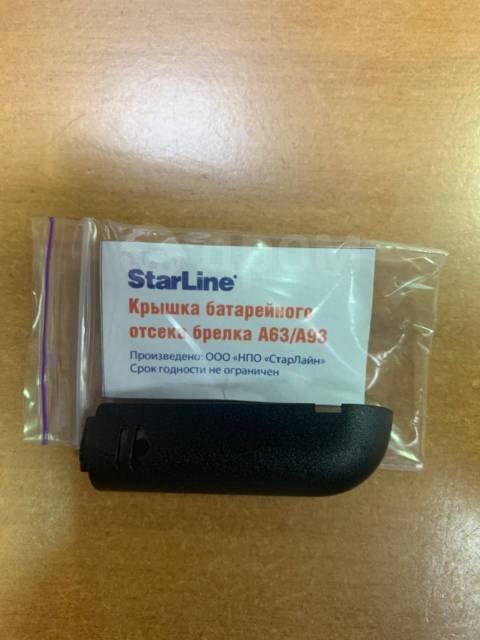 StarLine®
Крышка батарейного
отсека брелка А63/А93
Произведено: ООО «НПО «СтарЛайн»
Срок годности не ограничен